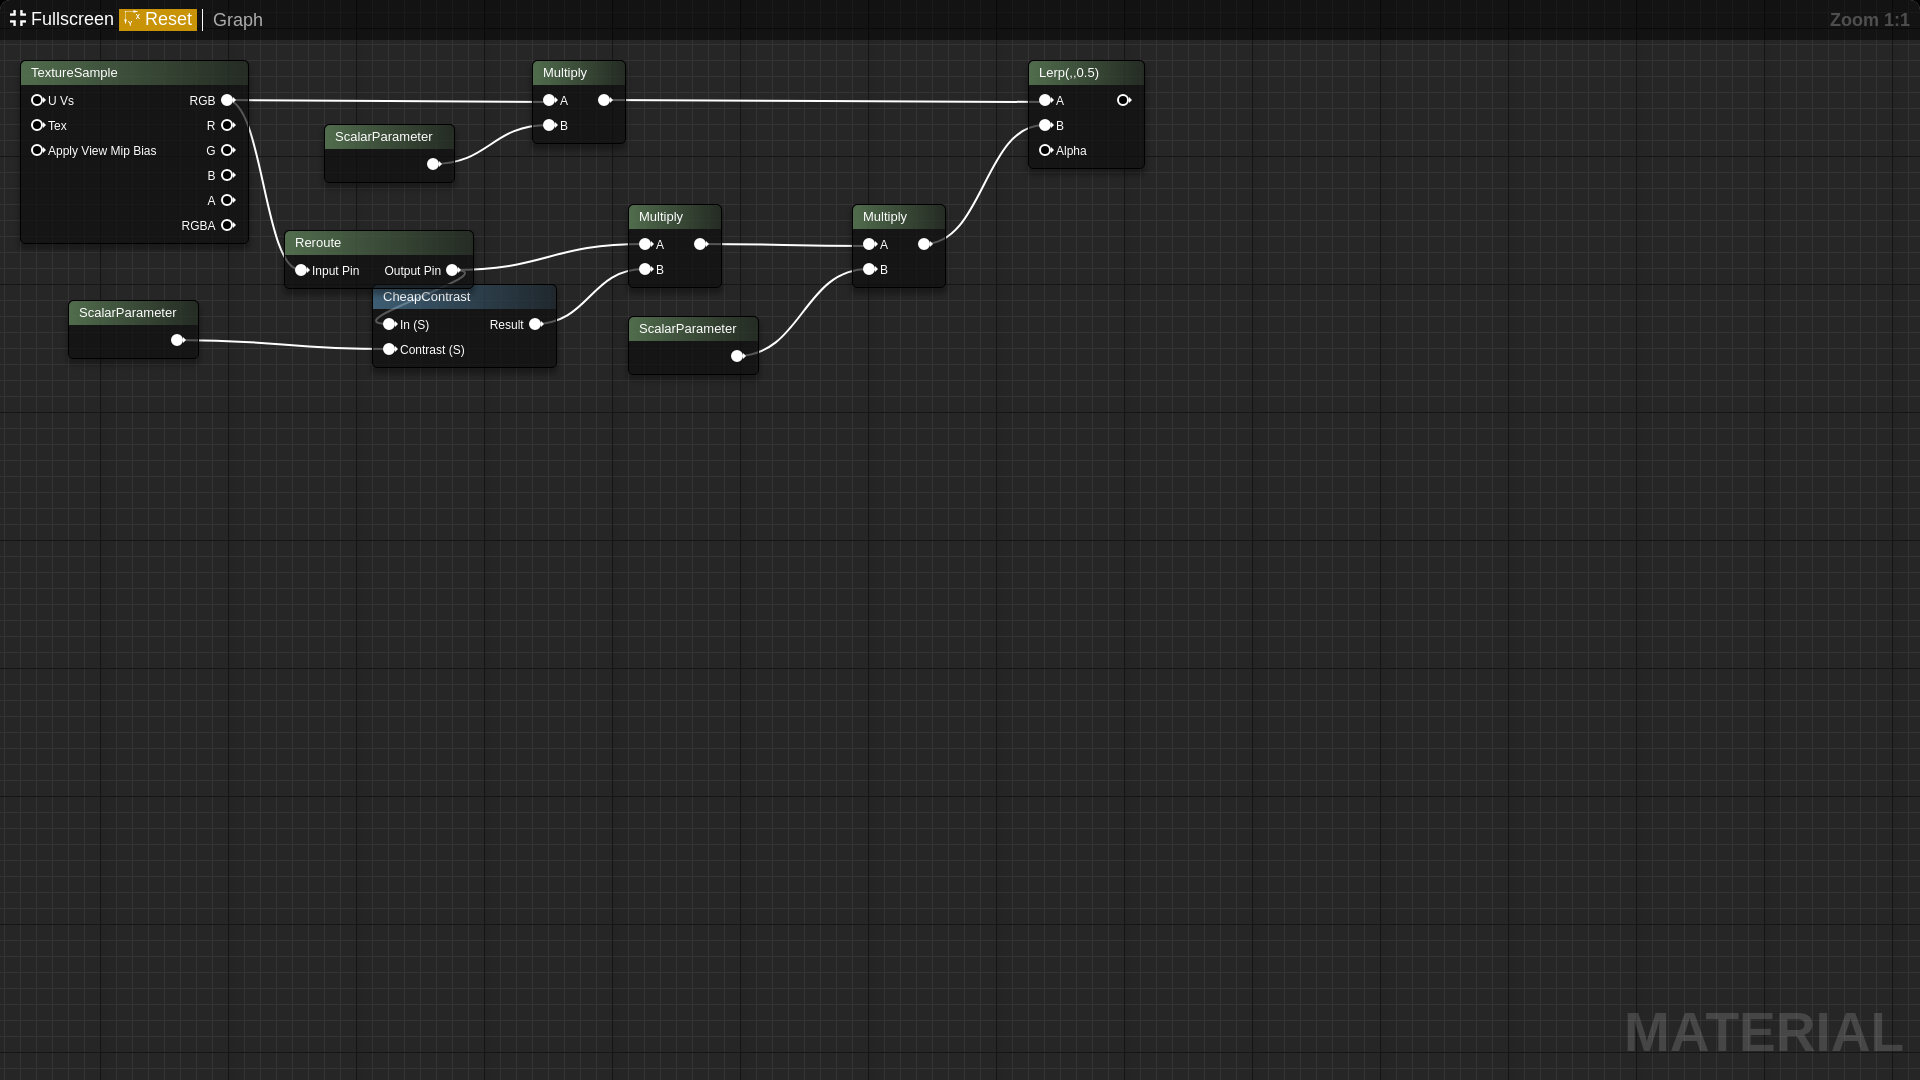 Fullscreen Reset Graph Zoom 1:1
TextureSample
U Vs RGB
Tex R
Apply View Mip Bias G
B
A
RGBA
Multiply
A
B
ScalarParameter
Lerp(,,0.5)
A
B
Alpha
Reroute
Input Pin Output Pin
Multiply
A
B
Multiply
A
B
CheapContrast
In (S) Result
Contrast (S)
ScalarParameter
ScalarParameter
MATERIAL